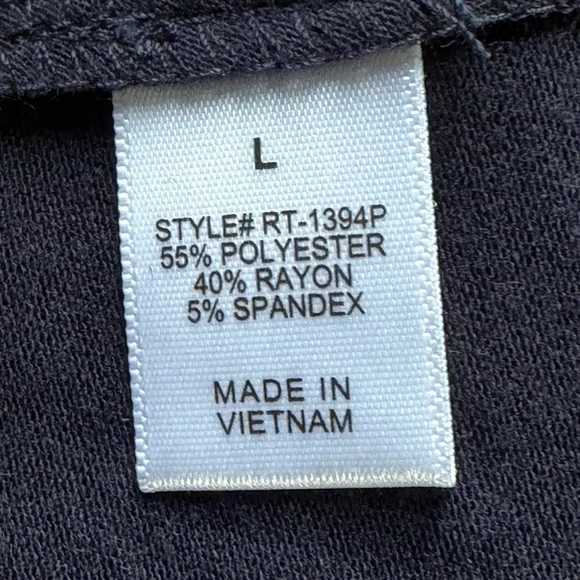 L
STYLE# RT-1394P
55% POLYESTER
40% RAYON
5% SPANDEX
MADE IN
VIETNAM